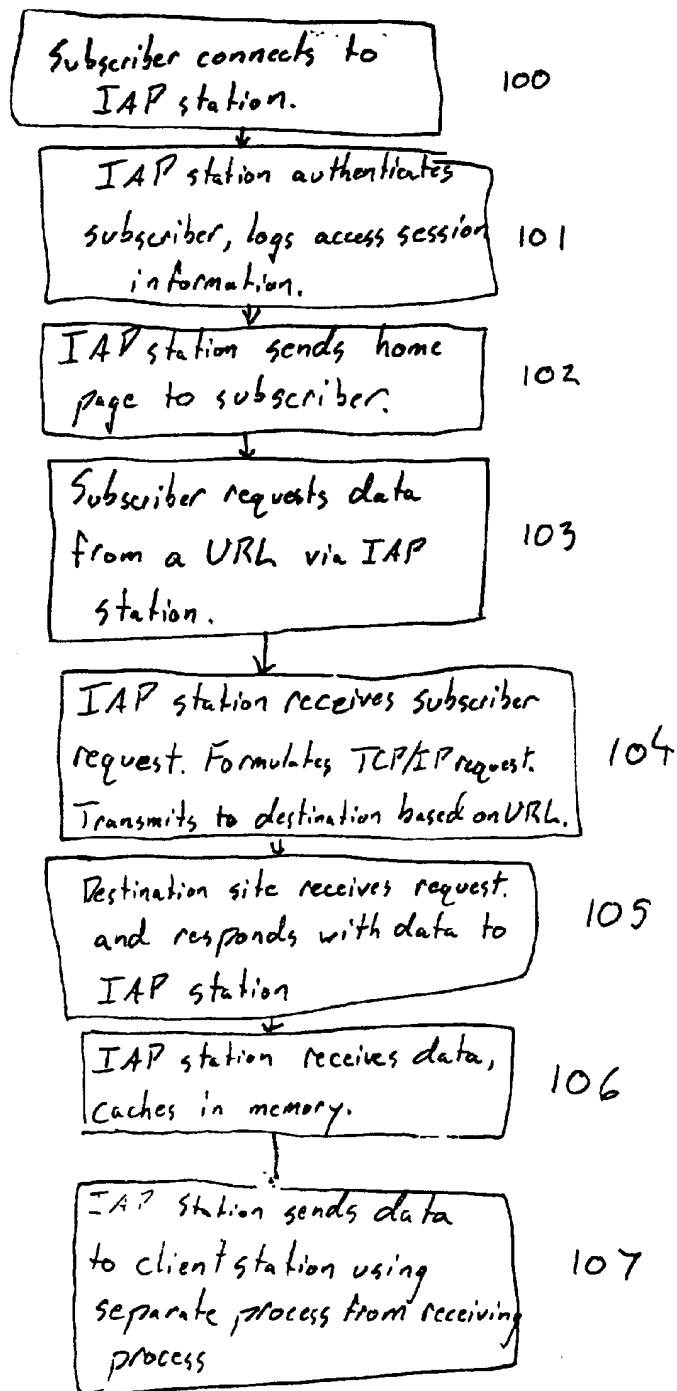 Subscriber connects to
IAP station.
100
IAP station authenticates
subscriber, logs access session
information.
101
IAP station sends home
page to subscriber.
102
Subscriber requests data
from a URL via IAP
station.
103
IAP station receives subscriber
request. Formulates TCP/IP request.
Transmits to destination based on URL.
104
Destination site receives request.
and responds with data to
IAP station
105
IAP station receives data,
caches in memory.
106
IAP station sends data
to client station using
separate process from receiving
process
107